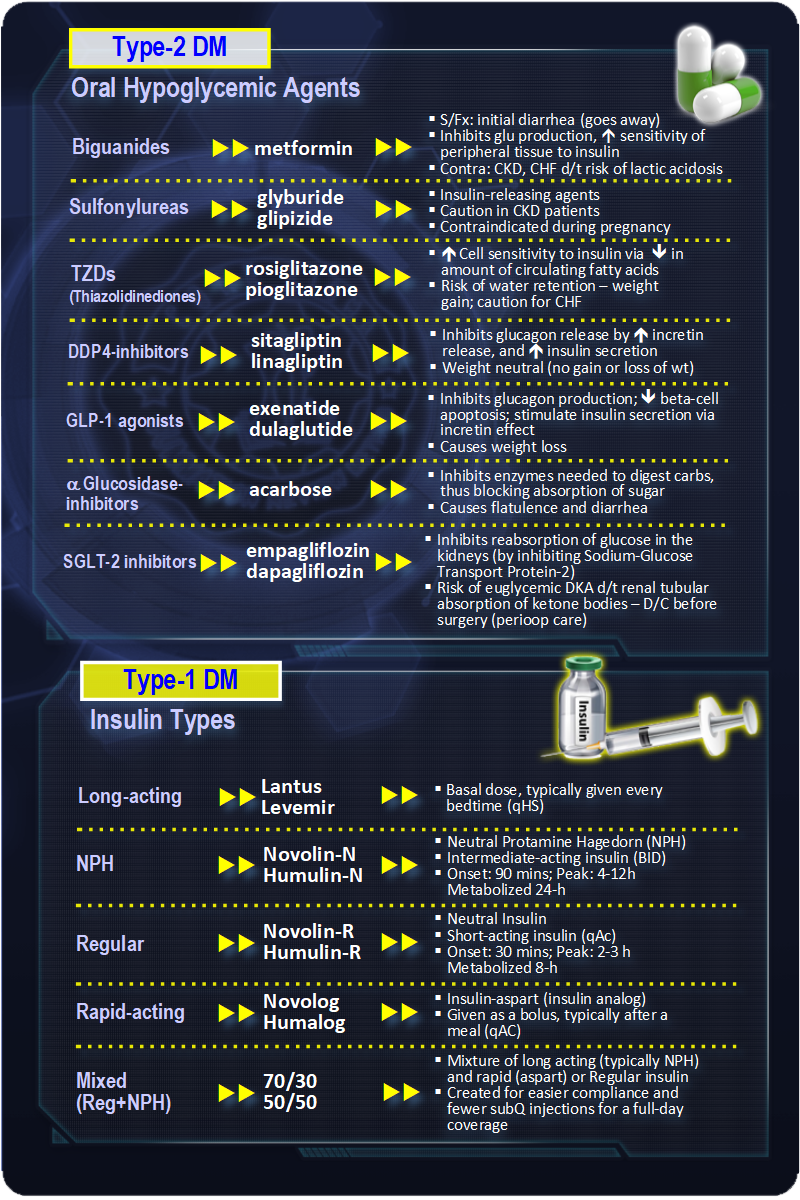 Type-2 DM
Oral Hypoglycemic Agents
Biguanides
metformin
▪ S/Fx: initial diarrhea (goes away)
▪ Inhibits glu production, ↑ sensitivity of
peripheral tissue to insulin
▪ Contra: CKD, CHF d/t risk of lactic acidosis
Sulfonylureas
glyburide
glipizide
▪ Insulin-releasing agents
▪ Caution in CKD patients
▪ Contraindicated during pregnancy
TZDs
(Thiazolidinediones)
rosiglitazone
pioglitazone
▪ ↑ Cell sensitivity to insulin via ↓ in
amount of circulating fatty acids
▪ Risk of water retention – weight
gain; caution for CHF
DDP4-inhibitors
sitagliptin
linagliptin
▪ Inhibits glucagon release by ↑ incretin
release, and ↑ insulin secretion
▪ Weight neutral (no gain or loss of wt)
GLP-1 agonists
exenatide
dulaglutide
▪ Inhibits glucagon production; ↓ beta-cell
apoptosis; stimulate insulin secretion via
incretin effect
▪ Causes weight loss
α Glucosidase-
inhibitors
acarbose
▪ Inhibits enzymes needed to digest carbs,
thus blocking absorption of sugar
▪ Causes flatulence and diarrhea
SGLT-2 inhibitors
empagliflozin
dapagliflozin
▪ Inhibits reabsorption of glucose in the
kidneys (by inhibiting Sodium-Glucose
Transport Protein-2)
▪ Risk of euglycemic DKA d/t renal tubular
absorption of ketone bodies – D/C before
surgery (perioop care)
Type-1 DM
Insulin Types
Insulin
Long-acting
Lantus
Levemir
▪ Basal dose, typically given every
bedtime (qHS)
NPH
Novolin-N
Humulin-N
▪ Neutral Protamine Hagedorn (NPH)
▪ Intermediate-acting insulin (BID)
▪ Onset: 90 mins; Peak: 4-12h
Metabolized 24-h
Regular
Novolin-R
Humulin-R
▪ Neutral Insulin
▪ Short-acting insulin (qAc)
▪ Onset: 30 mins; Peak: 2-3 h
Metabolized 8-h
Rapid-acting
Novolog
Humalog
▪ Insulin-aspart (insulin analog)
▪ Given as a bolus, typically after a
meal (qAC)
Mixed
(Reg+NPH)
70/30
50/50
▪ Mixture of long acting (typically NPH)
and rapid (aspart) or Regular insulin
▪ Created for easier compliance and
fewer subQ injections for a full-day
coverage